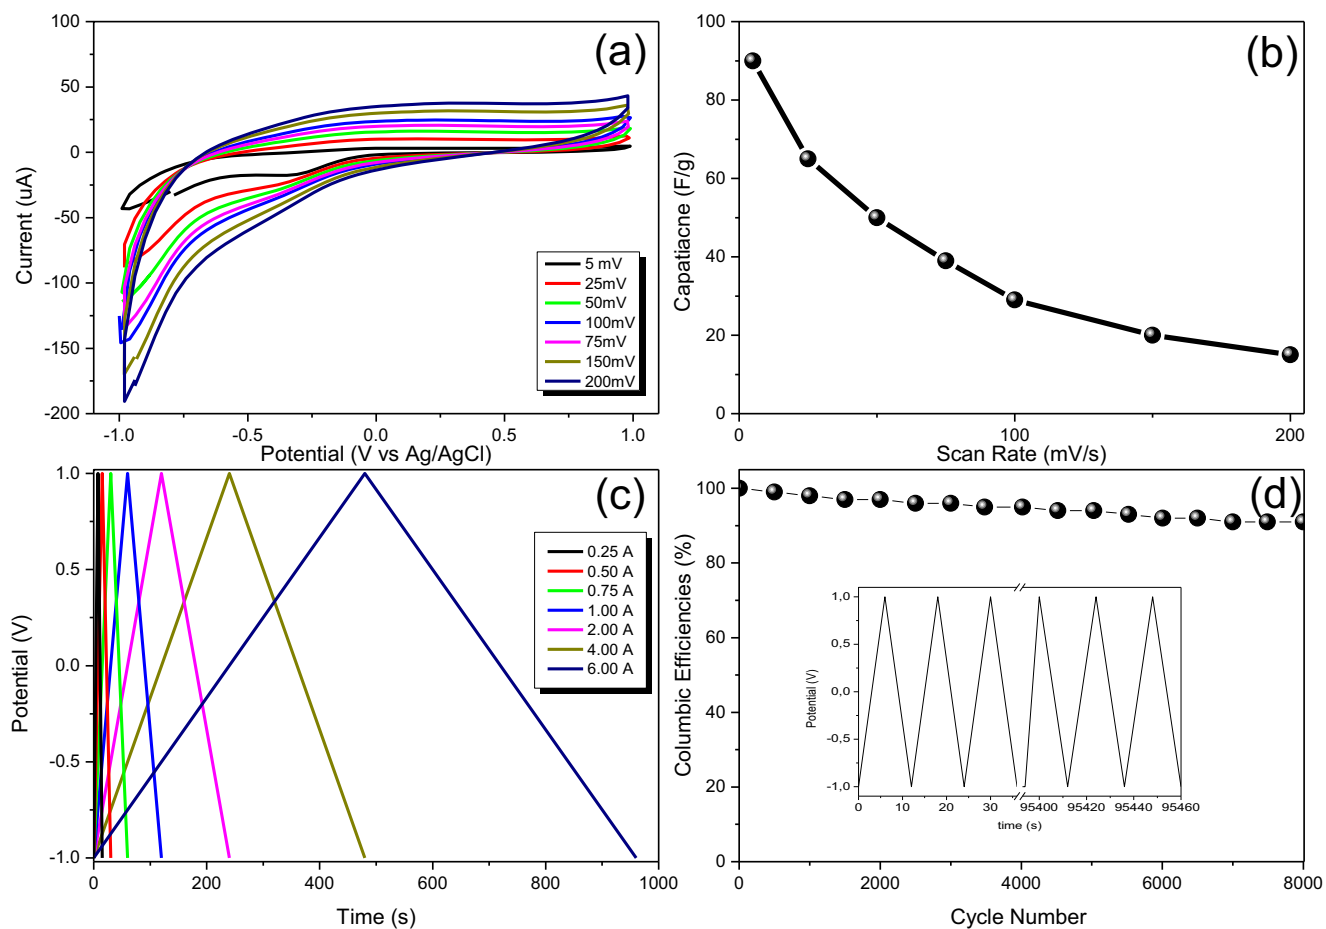 (a)
100
50
0
-50
-100
-150
-200
Current (uA)
5 mV
25mV
50mV
100mV
75mV
150mV
200mV
-1.0 -0.5 0.0 0.5 1.0
Potential (V vs Ag/AgCl)
(b)
100
80
60
40
20
0
Capatiacne (F/g)
0 100 200
Scan Rate (mV/s)
(c)
1.0
0.5
0.0
-0.5
-1.0
Potential (V)
0.25 A
0.50 A
0.75 A
1.00 A
2.00 A
4.00 A
6.00 A
0 200 400 600 800 1000
Time (s)
(d)
100
80
60
40
20
0
Columbic Efficiencies (%)
1,0
0,5
0,0
-0,5
-1,0
Potential (V)
0 10 20 30 95400 95420 95440 95460
time (s)
0 1000 2000 3000 4000 5000 6000 7000 8000
Cycle Number